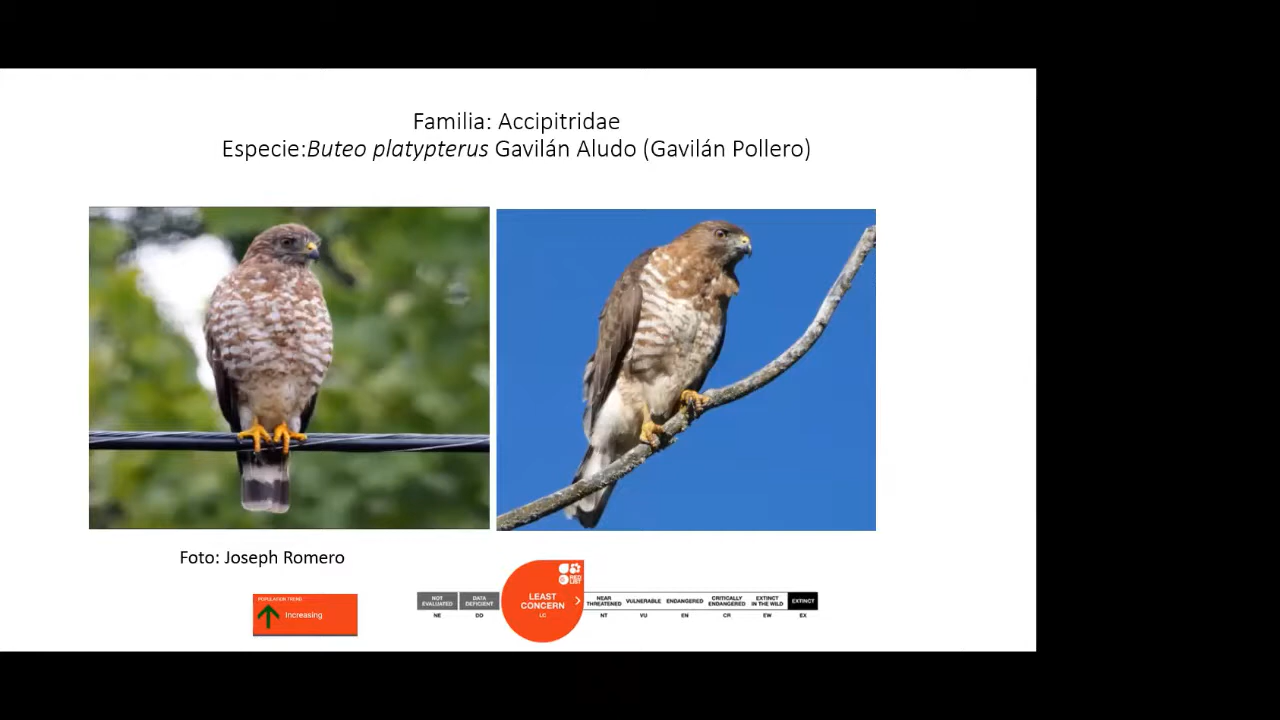 Familia: Accipitridae
Especie:Buteo platypterus Gavilán Aludo (Gavilán Pollero)
Foto: Joseph Romero
POPULATION TREND
Increasing
NOT EVALUATED
DATA DEFICIENT
LEAST CONCERN
NEAR THREATENED
VULNERABLE
ENDANGERED
CRITICALLY ENDANGERED
EXTINCT IN THE WILD
EXTINCT
NE
DD
LC
NT
VU
EN
CR
EW
EX